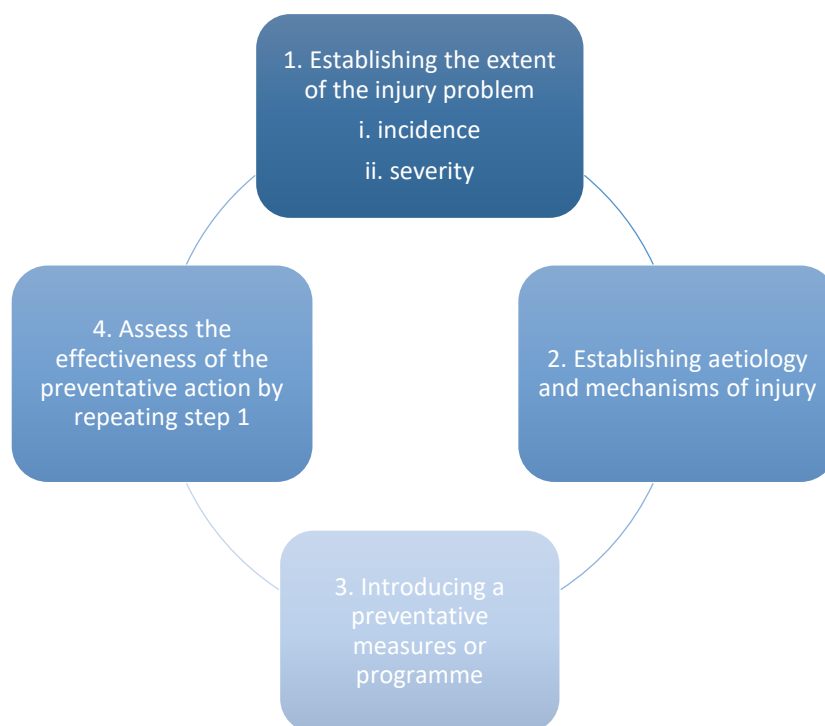 1. Establishing the extent
of the injury problem
i. incidence
ii. severity
2. Establishing aetiology
and mechanisms of injury
3. Introducing a
preventative
measures or
programme
4. Assess the
effectiveness of the
preventative action by
repeating step 1